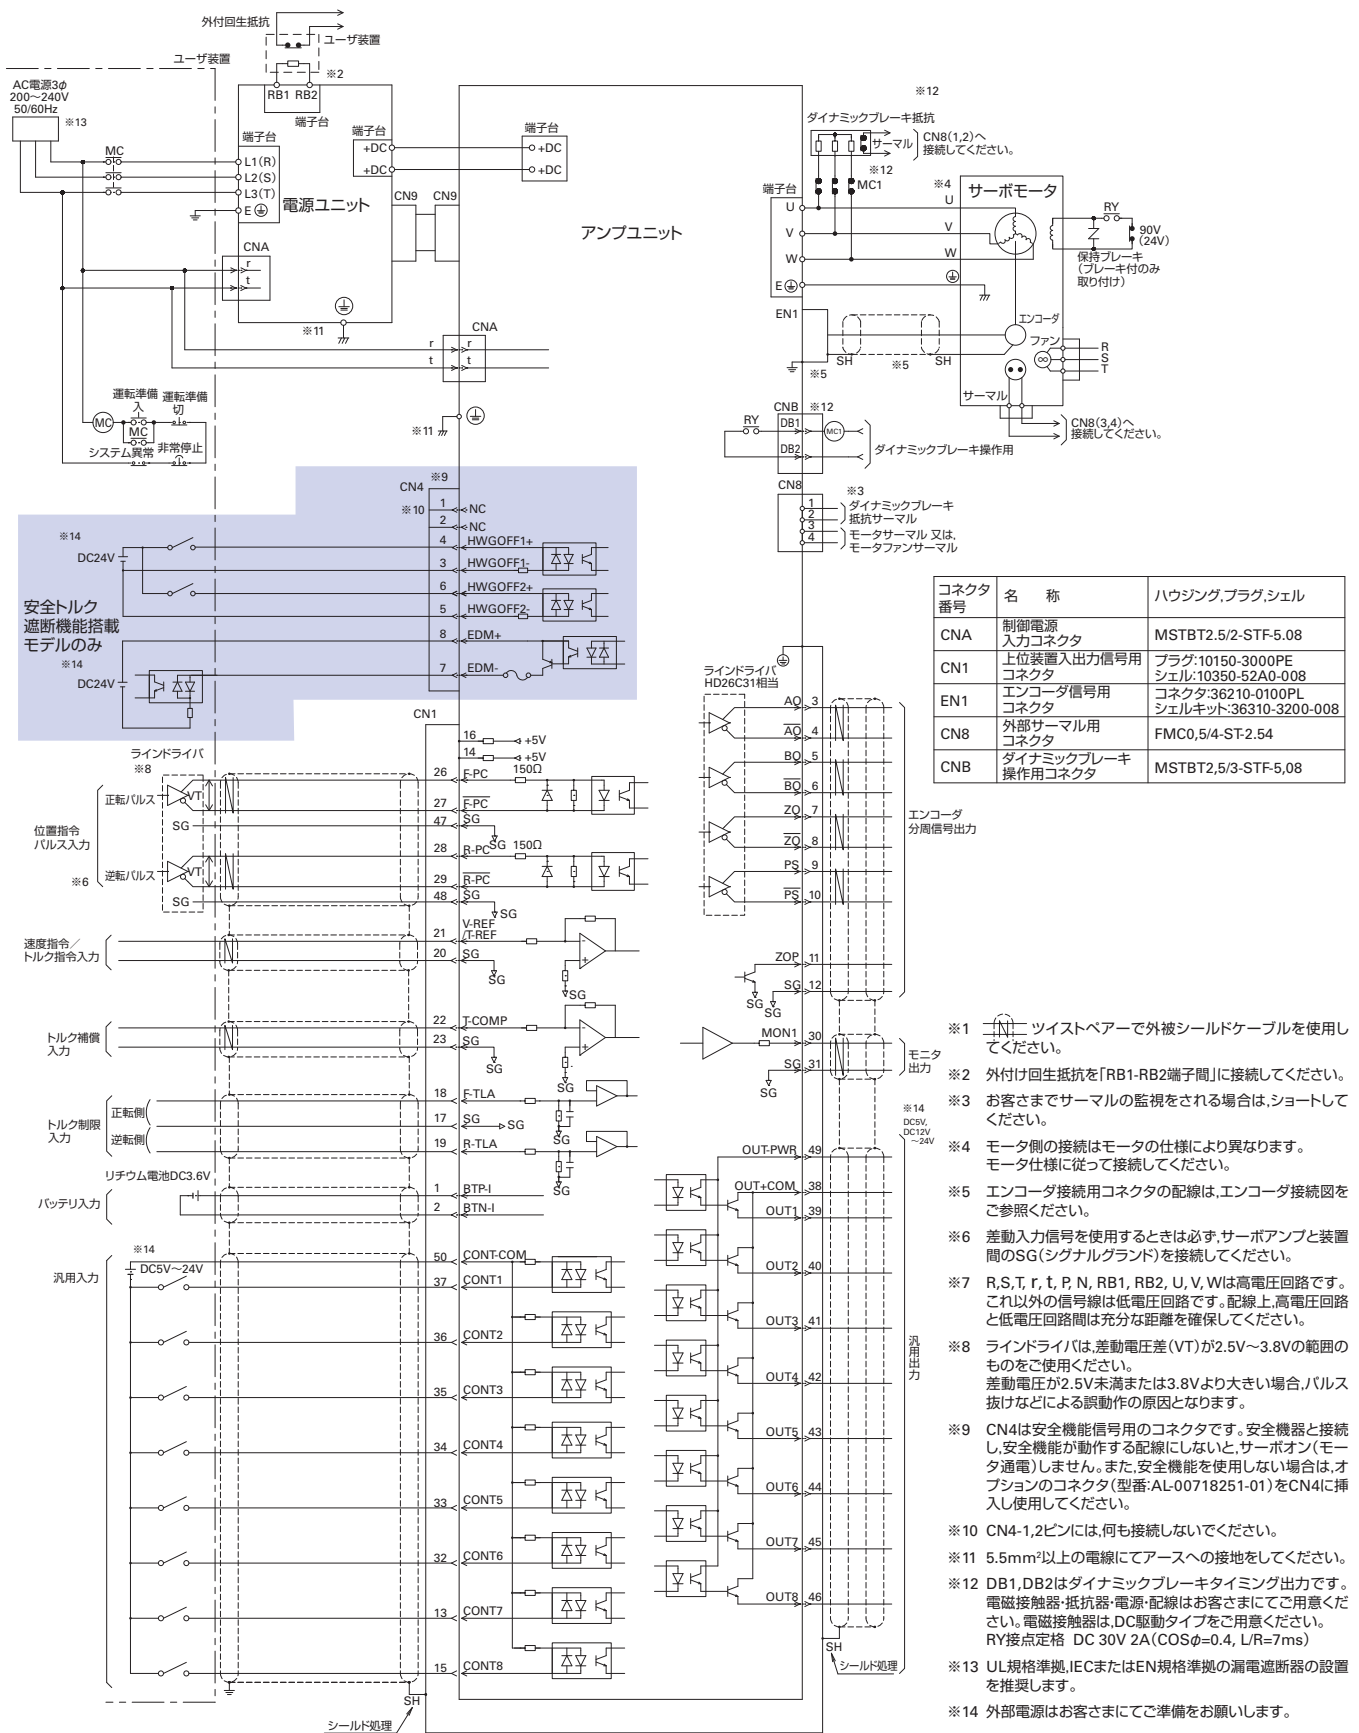 外付回生抵抗
ユーザ装置
ユーザ装置
※2
RB1 RB2
端子台
AC電源3φ
200～240V
50/60Hz
※13
MC
端子台
L1(R)
L2(S)
L3(T)
E
電源ユニット
端子台
+DC
+DC
端子台
+DC
+DC
CN9
CN9
アンプユニット
CNA
r
t
※11
CNA
r
r
t
t
※11
運転準備
入
運転準備
切
MC
MC
システム異常
非常停止
※12
ダイナミックブレーキ抵抗
サーマル
CN8(1,2)へ
接続してください。
※12
MC1
端子台
U
V
W
E
※4
U
V
W
サーボモータ
RY
90V
(24V)
保持ブレーキ
(ブレーキ付のみ
取り付け)
エンコーダ
ファン
R
S
T
サーマル
CN8(3,4)へ
接続してください。
EN1
SH
※5
SH
※5
CNB
※12
RY
DB1
MC1
DB2
ダイナミックブレーキ操作用
CN8
※3
1
2
3
4
ダイナミックブレーキ
抵抗サーマル
モータサーマル 又は,
モータファンサーマル
※9
CN4
※10
1
NC
2
NC
※14
DC24V
4
HWGOFF1+
3
HWGOFF1-
6
HWGOFF2+
5
HWGOFF2-
安全トルク
遮断機能搭載
モデルのみ
8
EDM+
※14
DC24V
7
EDM-
コネクタ
番号
名 称
ハウジング,プラグ,シェル
CNA
制御電源
入力コネクタ
MSTBT2.5/2-STF-5.08
CN1
上位装置入出力信号用
コネクタ
プラグ:10150-3000PE
シェル:10350-52A0-008
EN1
エンコーダ信号用
コネクタ
コネクタ:36210-0100PL
シェルキット:36310-3200-008
CN8
外部サーマル用
コネクタ
FMC0,5/4-ST-2.54
CNB
ダイナミックブレーキ
操作用コネクタ
MSTBT2,5/3-STF-5,08
CN1
16
+5V
14
+5V
ラインドライバ
※8
正転パルス
VT
26
F-PC
150Ω
27
F-PC
SG
47
SG
SG
位置指令
パルス入力
※6
逆転パルス
VT
28
R-PC
150Ω
29
R-PC
SG
48
SG
SG
速度指令／
トルク指令入力
21
V-REF
/T-REF
20
SG
SG
SG
トルク補償
入力
22
T-COMP
23
SG
SG
SG
トルク制限
入力
正転側
逆転側
18
F-TLA
17
SG
SG
19
R-TLA
SG
リチウム電池DC3.6V
バッテリ入力
1
BTP-I
2
BTN-I
※14
DC5V～24V
汎用入力
50
CONT-COM
37
CONT1
36
CONT2
35
CONT3
34
CONT4
33
CONT5
32
CONT6
13
CONT7
15
CONT8
SH
シールド処理
ラインドライバ
HD26C31相当
AO 3
AO 4
BO 5
BO 6
ZO 7
ZO 8
PS 9
PS 10
エンコーダ
分周信号出力
ZOP 11
SG 12
SG
MON1 30
SG 31
SG
モニタ
出力
※14
DC5V,
DC12V
～24V
OUT-PWR 49
OUT+COM 38
OUT1 39
OUT2 40
OUT3 41
OUT4 42
OUT5 43
OUT6 44
OUT7 45
OUT8 46
汎用出力
SH
シールド処理
※1 ツイストペアーで外被シールドケーブルを使用し
てください。
※2 外付け回生抵抗を「RB1-RB2端子間」に接続してください。
※3 お客さまでサーマルの監視をされる場合は,ショートして
ください。
※4 モータ側の接続はモータの仕様により異なります。
モータ仕様に従って接続してください。
※5 エンコーダ接続用コネクタの配線は,エンコーダ接続図を
ご参照ください。
※6 差動入力信号を使用するときは必ず,サーボアンプと装置
間のSG(シグナルグランド)を接続してください。
※7 R,S,T, r, t, P, N, RB1, RB2, U, V, Wは高電圧回路です。
これ以外の信号線は低電圧回路です。配線上,高電圧回路
と低電圧回路間は充分な距離を確保してください。
※8 ラインドライバは,差動電圧差(VT)が2.5V～3.8Vの範囲の
ものをご使用ください。
差動電圧が2.5V未満または3.8Vより大きい場合,パルス
抜けなどによる誤動作の原因となります。
※9 CN4は安全機能信号用のコネクタです。安全機器と接続
し,安全機能が動作する配線にしないと,サーボオン(モー
タ通電)しません。また,安全機能を使用しない場合は,オ
プションのコネクタ(型番:AL-00718251-01)をCN4に挿
入し使用してください。
※10 CN4-1,2ピンには,何も接続しないでください。
※11 5.5mm²以上の電線にてアースへの接地をしてください。
※12 DB1,DB2はダイナミックブレーキタイミング出力です。
電磁接触器・抵抗器・電源・配線はお客さまにてご用意くだ
さい。電磁接触器は,DC駆動タイプをご用意ください。
RY接点定格 DC 30V 2A(COSφ=0.4, L/R=7ms)
※13 UL規格準拠,IECまたはEN規格準拠の漏電遮断器の設置
を推奨します。
※14 外部電源はお客さまにてご準備をお願いします。